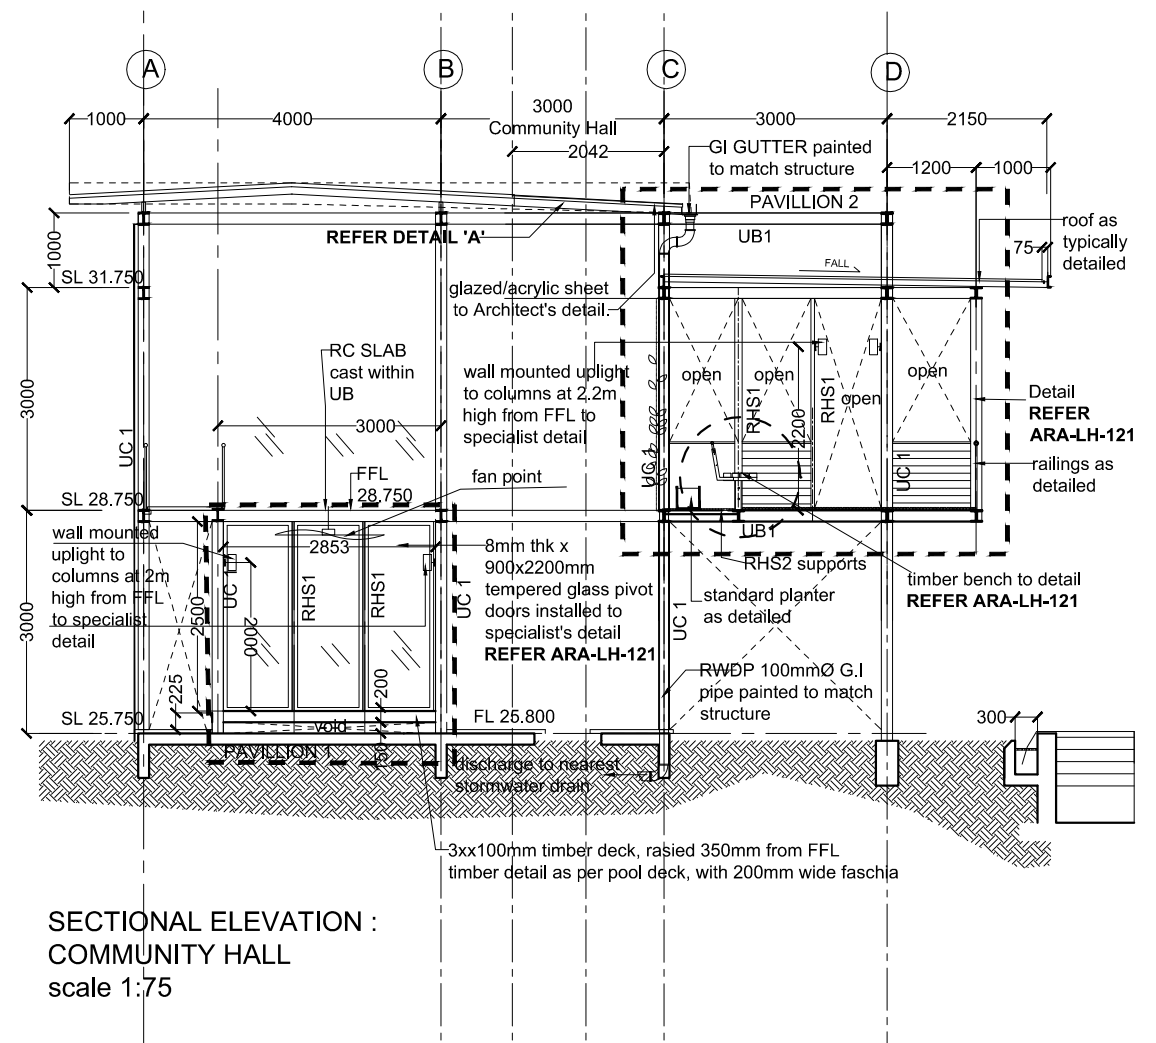 A
B
C
D
1000
4000
3000
Community Hall
3000
2150
2042
GI GUTTER painted
to match structure
1200
1000
PAVILLION 2
REFER DETAIL 'A'
UB1
roof as
typically
detailed
75
1000
SL 31.750
FALL
glazed/acrylic sheet
to Architect's detail.
RC SLAB
cast within
UB
wall mounted uplight
to columns at 2.2m
high from FFL to
specialist detail
open
open
open
open
RHS1
RHS1
2200
Detail
REFER
ARA-LH-121
railings as
detailed
3000
3000
UC 1
UC 1
UC 1
FFL
28.750
fan point
SL 28.750
wall mounted
uplight to
columns at 2m
high from FFL
to specialist
detail
2853
8mm thk x
900x2200mm
tempered glass pivot
doors installed to
specialist's detail
REFER ARA-LH-121
UB1
RHS2 supports
standard planter
as detailed
timber bench to detail
REFER ARA-LH-121
3000
2500
UC 1
2000
RHS1
RHS1
UC 1
UC 1
RWDP 100mmØ G.I
pipe painted to match
structure
225
200
SL 25.750
void
FL 25.800
300
PAVILLION 1
discharge to nearest
stormwater drain
3xx100mm timber deck, rasied 350mm from FFL
timber detail as per pool deck, with 200mm wide faschia
SECTIONAL ELEVATION :
COMMUNITY HALL
scale 1:75